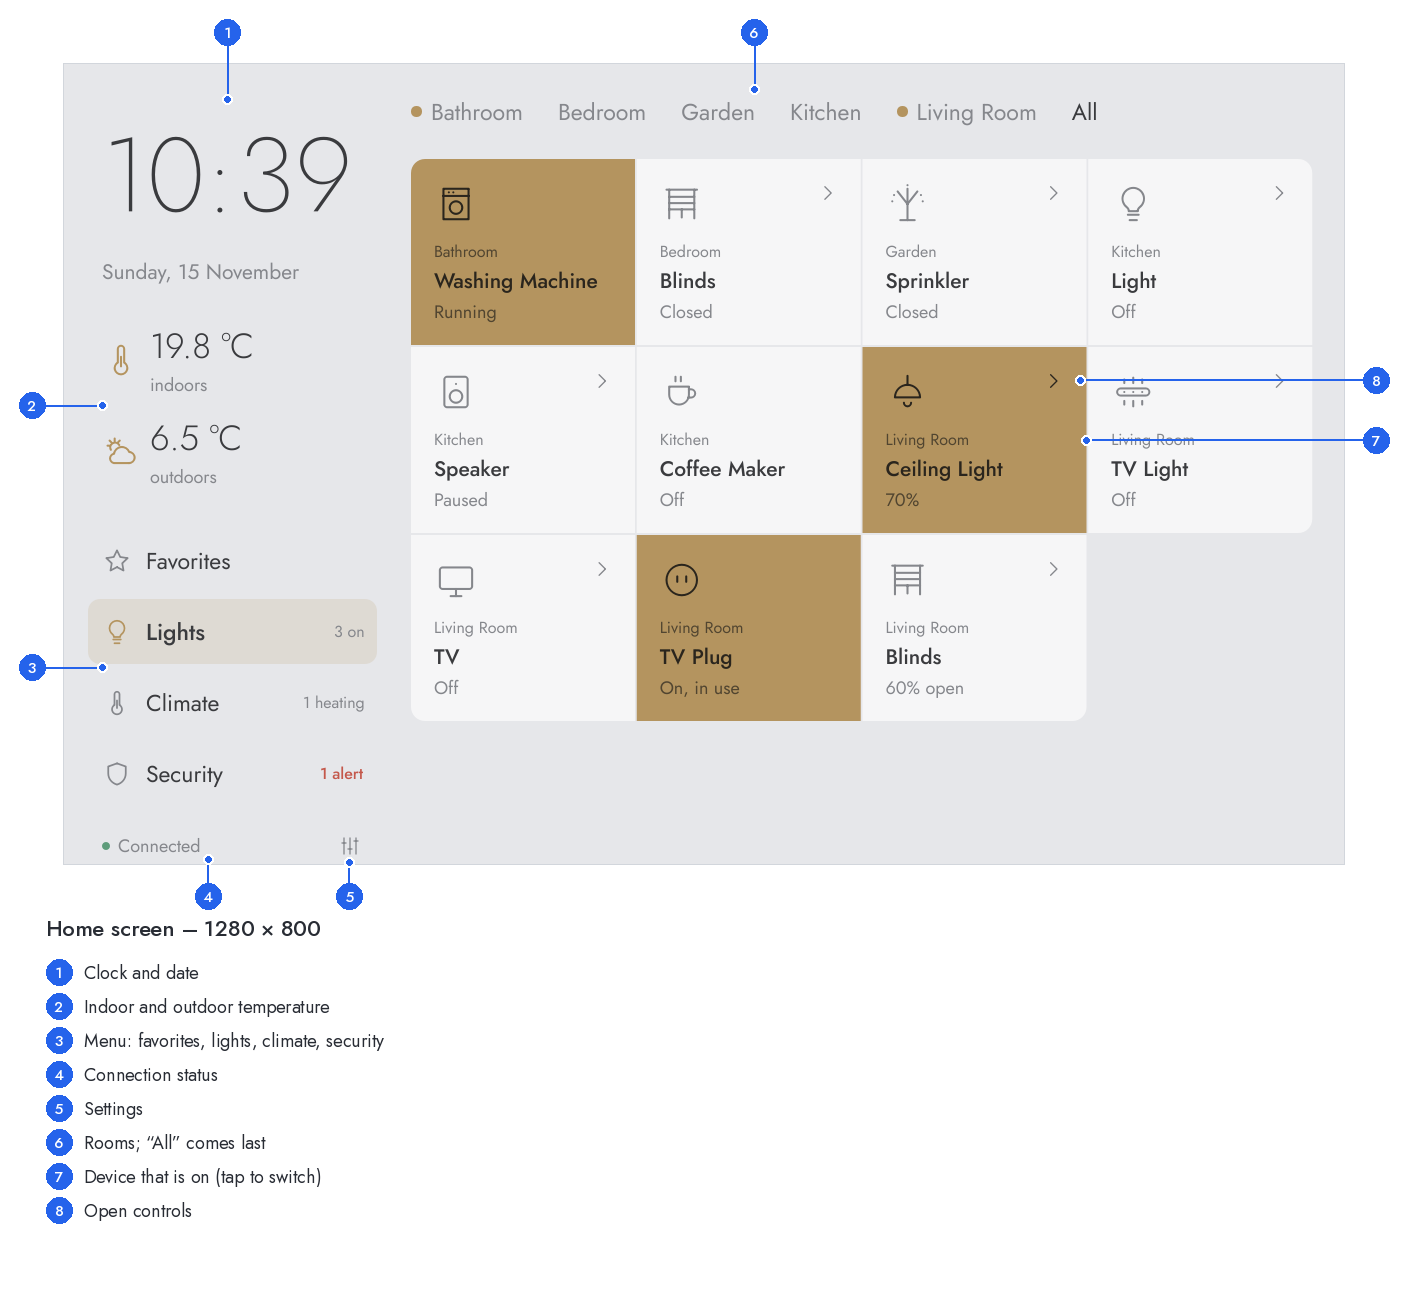 1
6
10:39
Sunday, 15 November
19.8 °C
indoors
2
6.5 °C
outdoors
Favorites
Lights 3 on
3
Climate 1 heating
Security 1 alert
Connected
4
5
Bathroom Bedroom Garden Kitchen Living Room All
Bathroom
Washing Machine
Running
Bedroom
Blinds
Closed
Garden
Sprinkler
Closed
Kitchen
Light
Off
Kitchen
Speaker
Paused
Kitchen
Coffee Maker
Off
Living Room
Ceiling Light
70%
Living Room
TV Light
Off
8
7
Living Room
TV
Off
Living Room
TV Plug
On, in use
Living Room
Blinds
60% open
Home screen – 1280 × 800
1 Clock and date
2 Indoor and outdoor temperature
3 Menu: favorites, lights, climate, security
4 Connection status
5 Settings
6 Rooms; “All” comes last
7 Device that is on (tap to switch)
8 Open controls